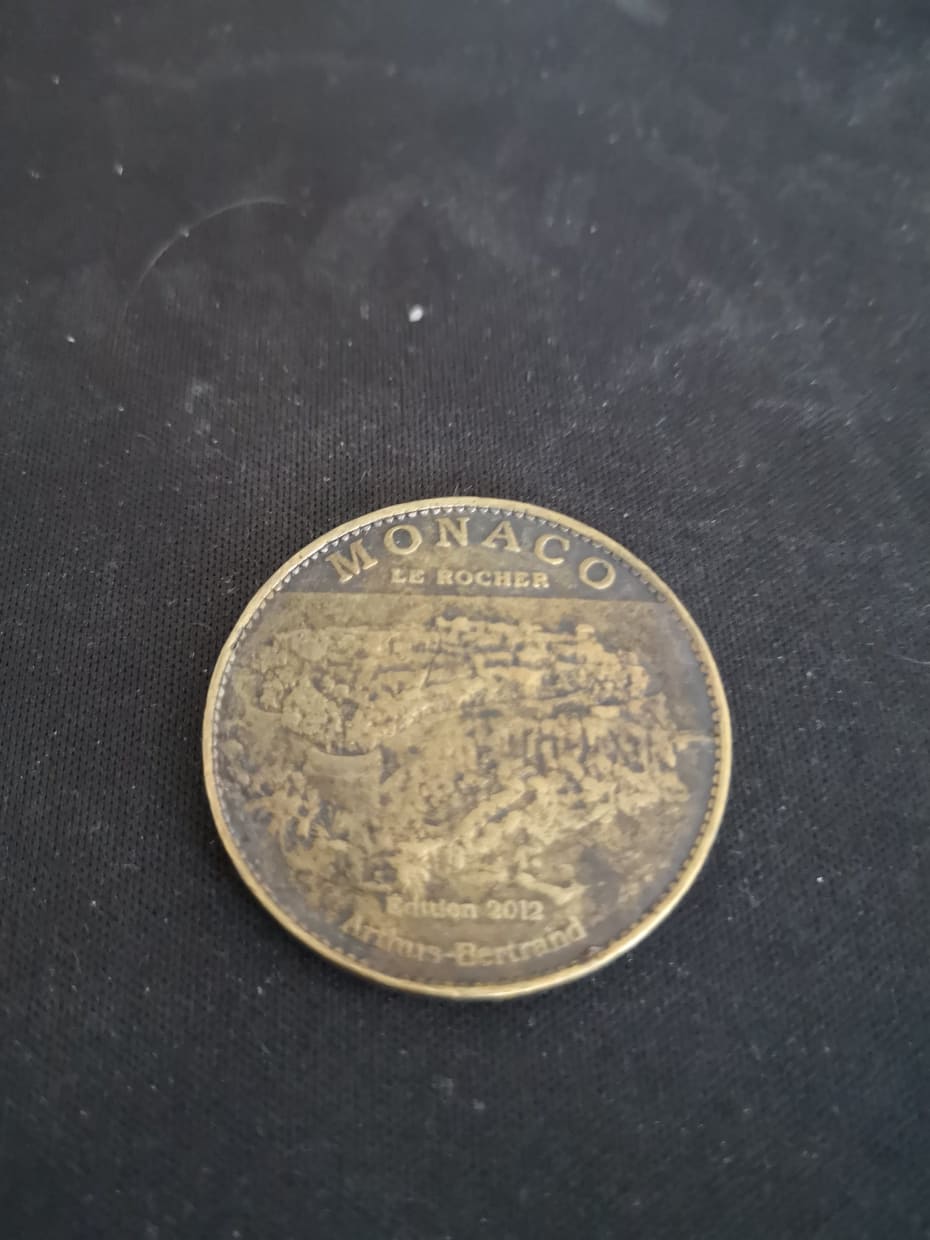 MONACO
LE ROCHER
Edition 2012
Arthus-Bertrand